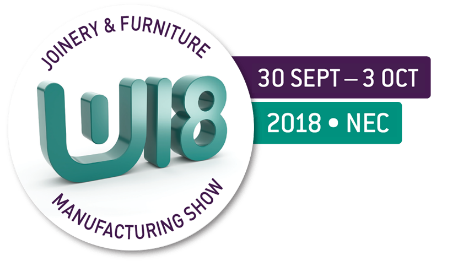 JOINERY & FURNITURE
W18
MANUFACTURING SHOW
30 SEPT – 3 OCT
2018 • NEC